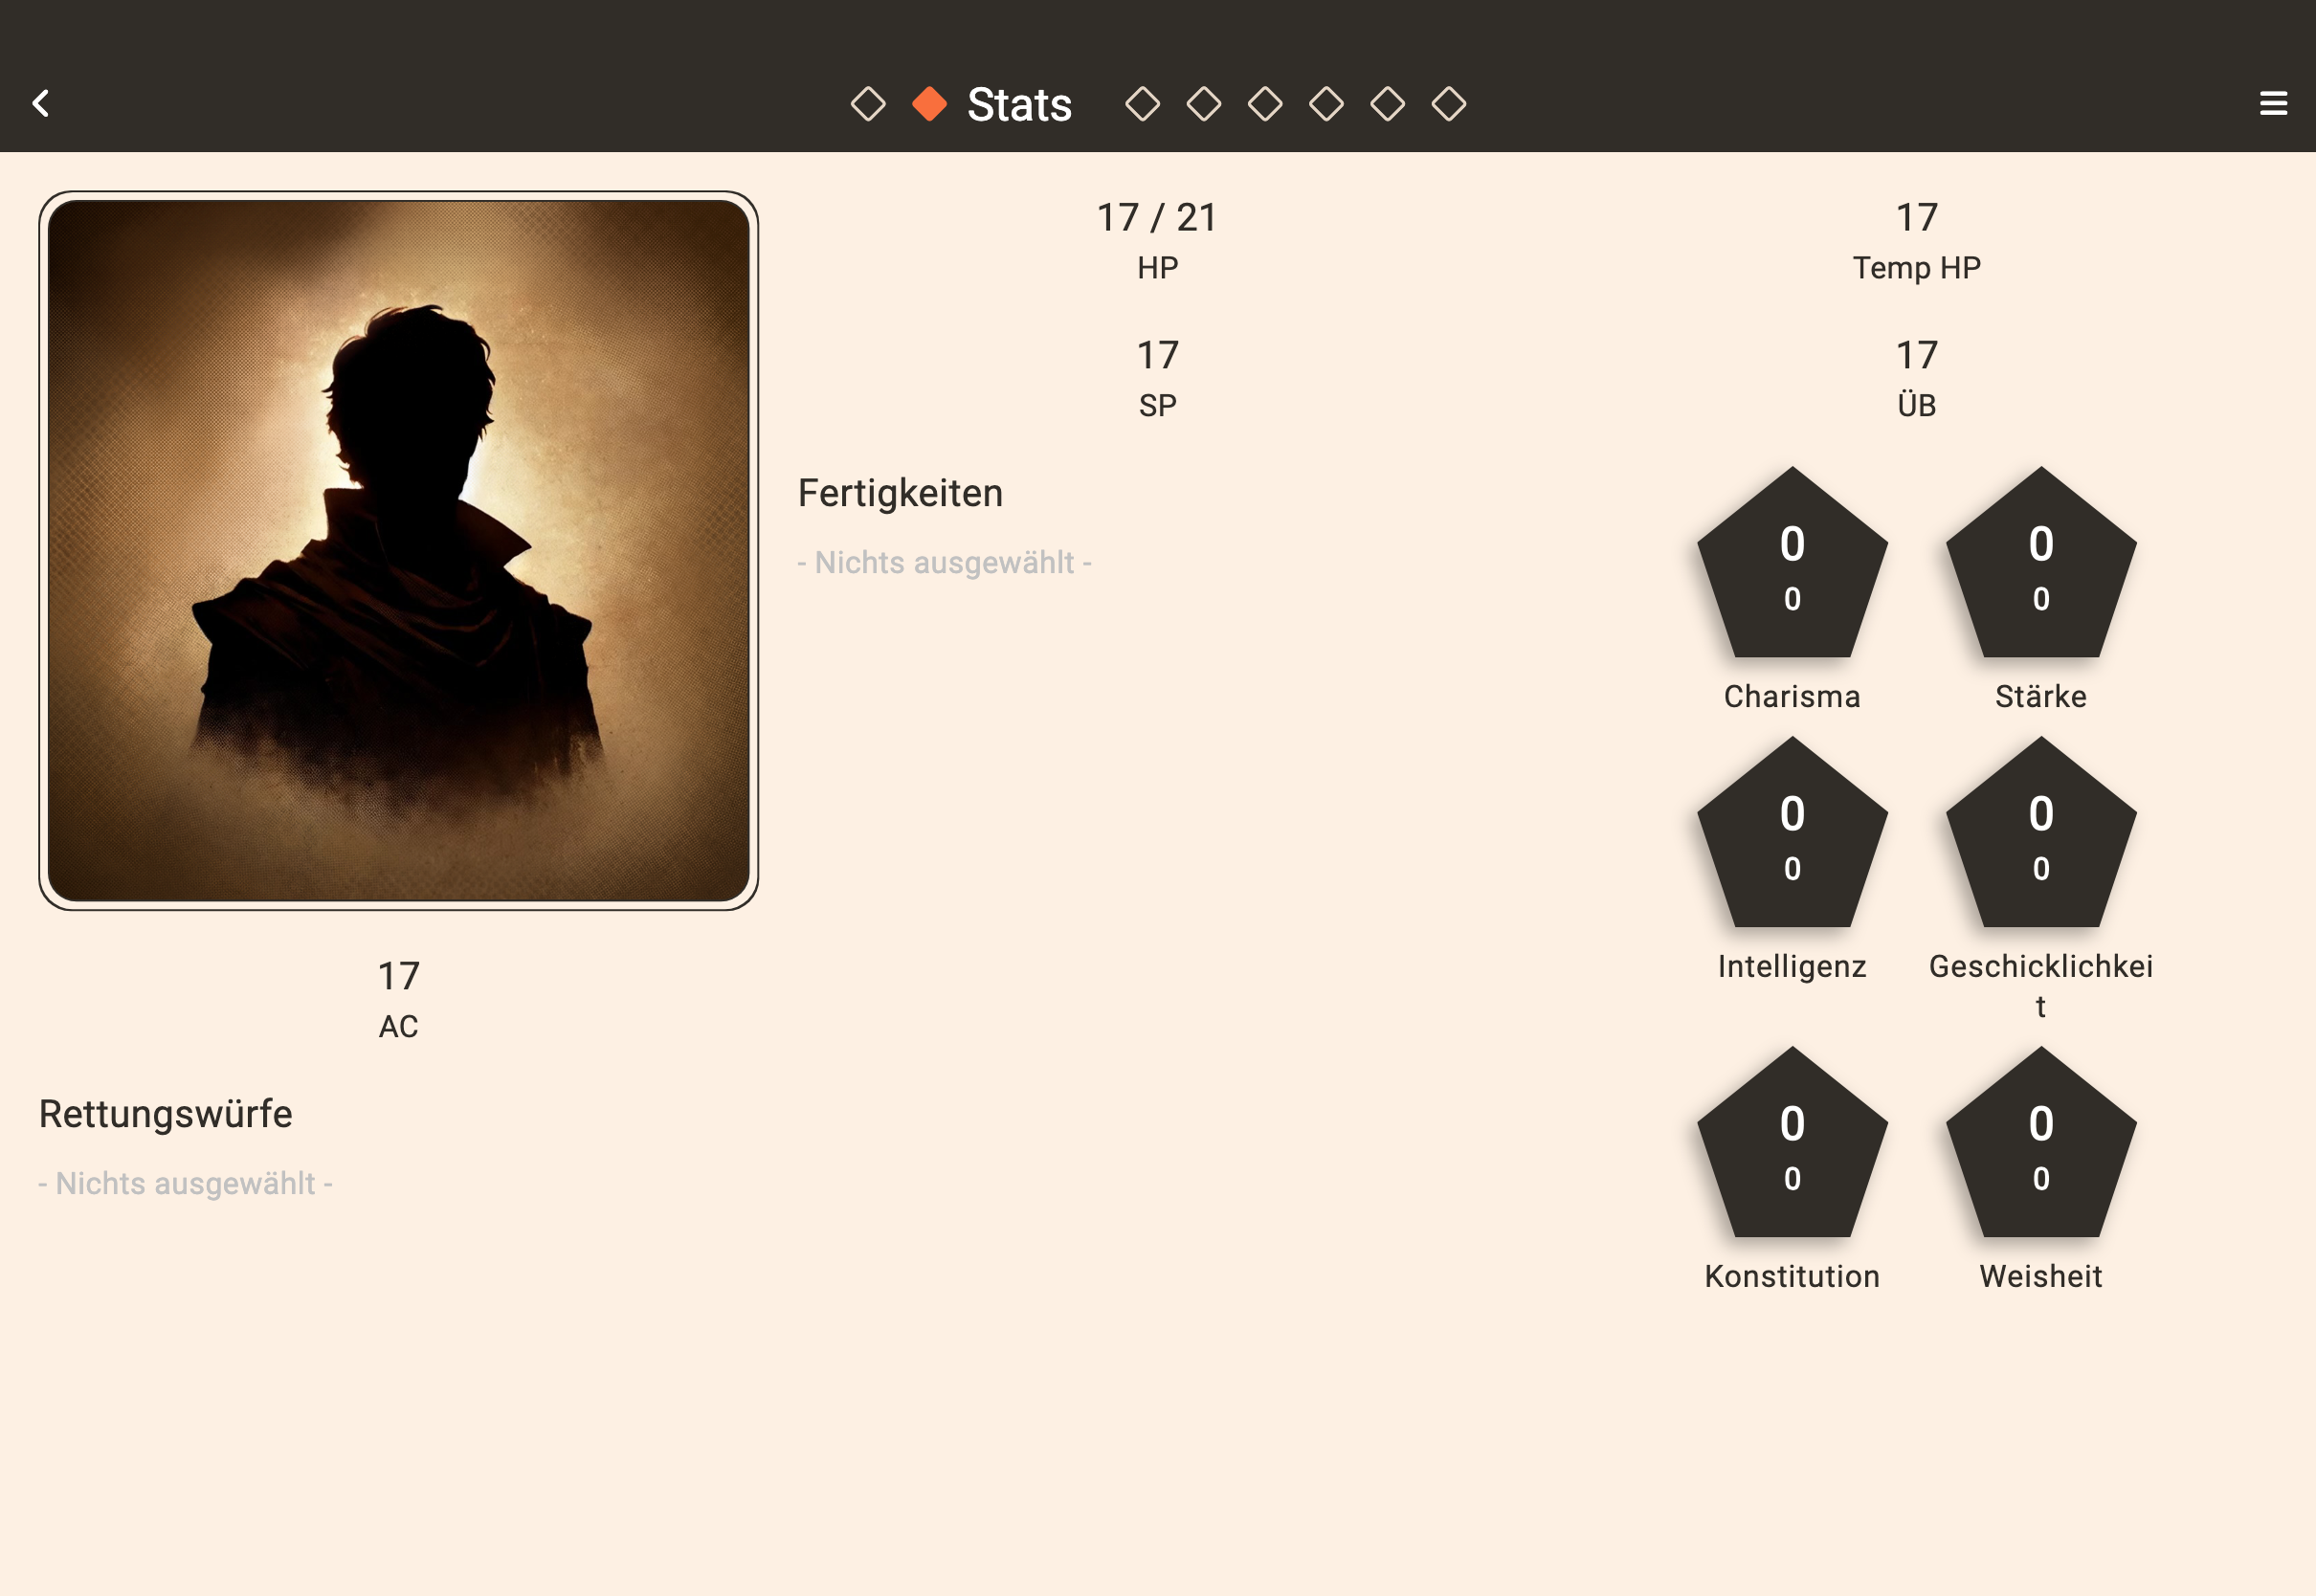 Stats
17 / 21
HP
17
Temp HP
17
SP
17
ÜB
Fertigkeiten
- Nichts ausgewählt -
0
0
Charisma
0
0
Stärke
0
0
Intelligenz
0
0
Geschicklichkei
t
0
0
Konstitution
0
0
Weisheit
17
AC
Rettungswürfe
- Nichts ausgewählt -